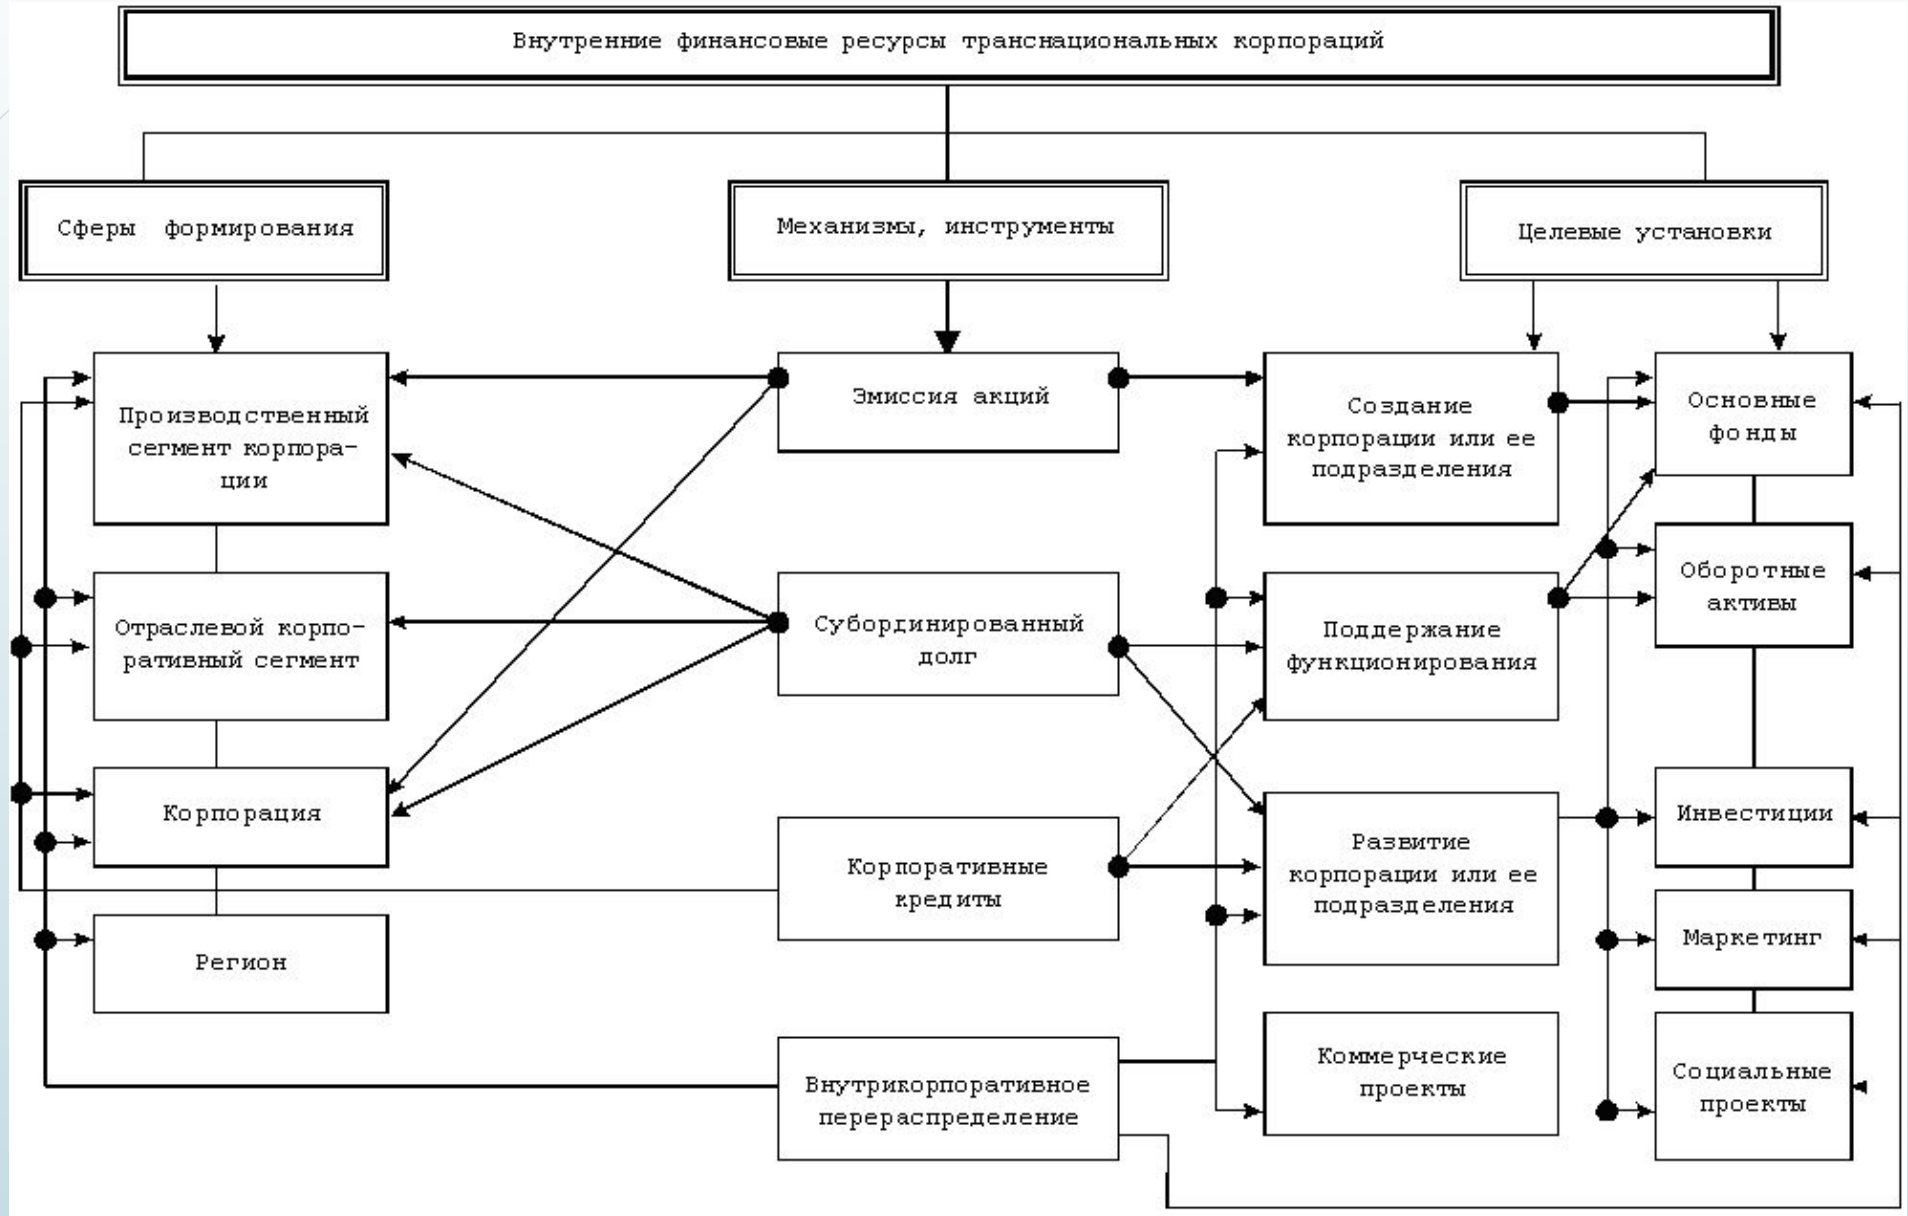 Внутренние финансовые ресурсы транснациональных корпораций
Сферы формирования
Механизмы, инструменты
Целевые установки
Производственный
сегмент корпора-
ции
Отраслевой корпо-
ративный сегмент
Корпорация
Регион
Эмиссия акций
Субординированный
долг
Корпоративные
кредиты
Внутрикорпоративное
перераспределение
Создание
корпорации или ее
подразделения
Поддержание
функционирования
Развитие
корпорации или ее
подразделения
Коммерческие
проекты
Основные
фонды
Оборотные
активы
Инвестиции
Маркетинг
Социальные
проекты